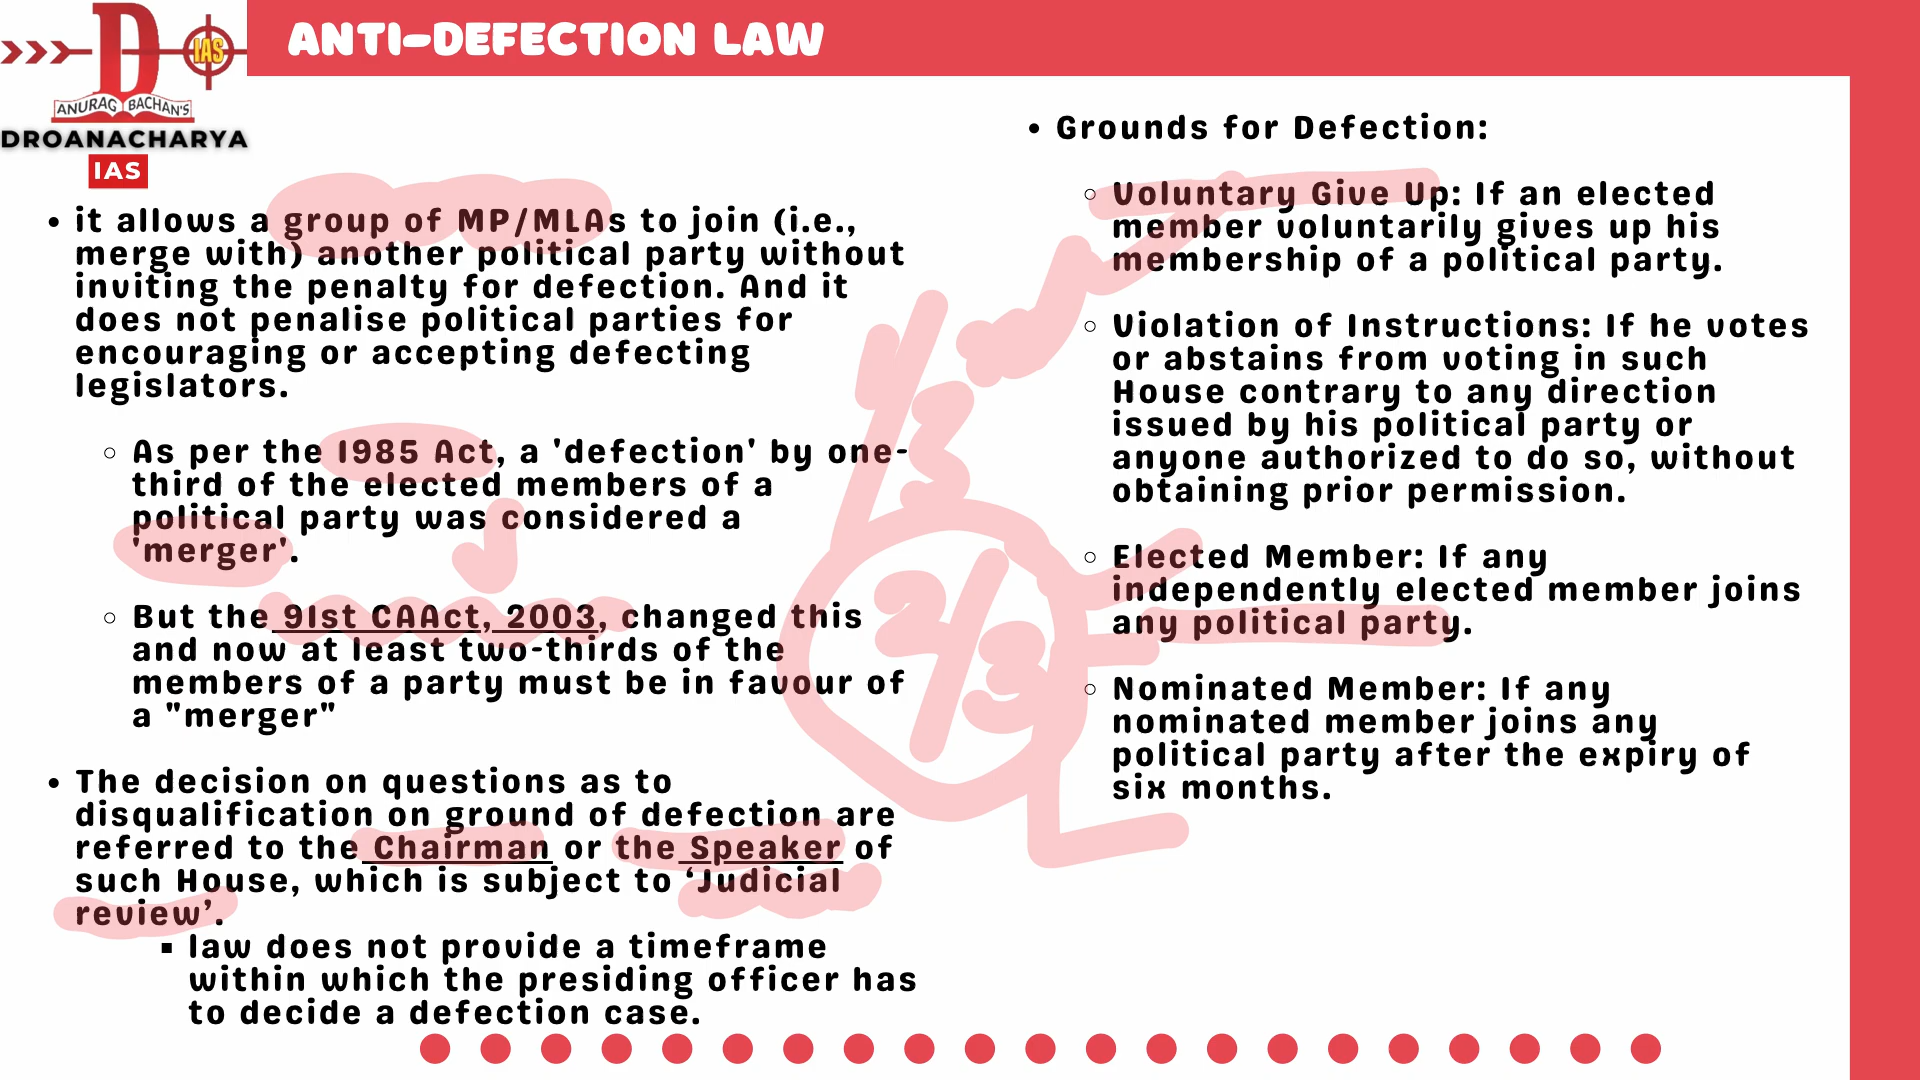 ANTI-DEFECTION LAW
D
IAS
ANURAG BACHAN'S
DROANACHARYA
IAS
• it allows a group of MP/MLAs to join (i.e.,
merge with) another political party without
inviting the penalty for defection. And it
does not penalise political parties for
encouraging or accepting defecting
legislators.
○ As per the 1985 Act, a 'defection' by one-
third of the elected members of a
political party was considered a
'merger'.
○ But the 91st CAAct, 2003, changed this
and now at least two-thirds of the
members of a party must be in favour of
a "merger"
• The decision on questions as to
disqualification on ground of defection are
referred to the Chairman or the Speaker of
such House, which is subject to ‘Judicial
review’.
▪ law does not provide a timeframe
within which the presiding officer has
to decide a defection case.
2/3
• Grounds for Defection:
○ Voluntary Give Up: If an elected
member voluntarily gives up his
membership of a political party.
○ Violation of Instructions: If he votes
or abstains from voting in such
House contrary to any direction
issued by his political party or
anyone authorized to do so, without
obtaining prior permission.
○ Elected Member: If any
independently elected member joins
any political party.
○ Nominated Member: If any
nominated member joins any
political party after the expiry of
six months.